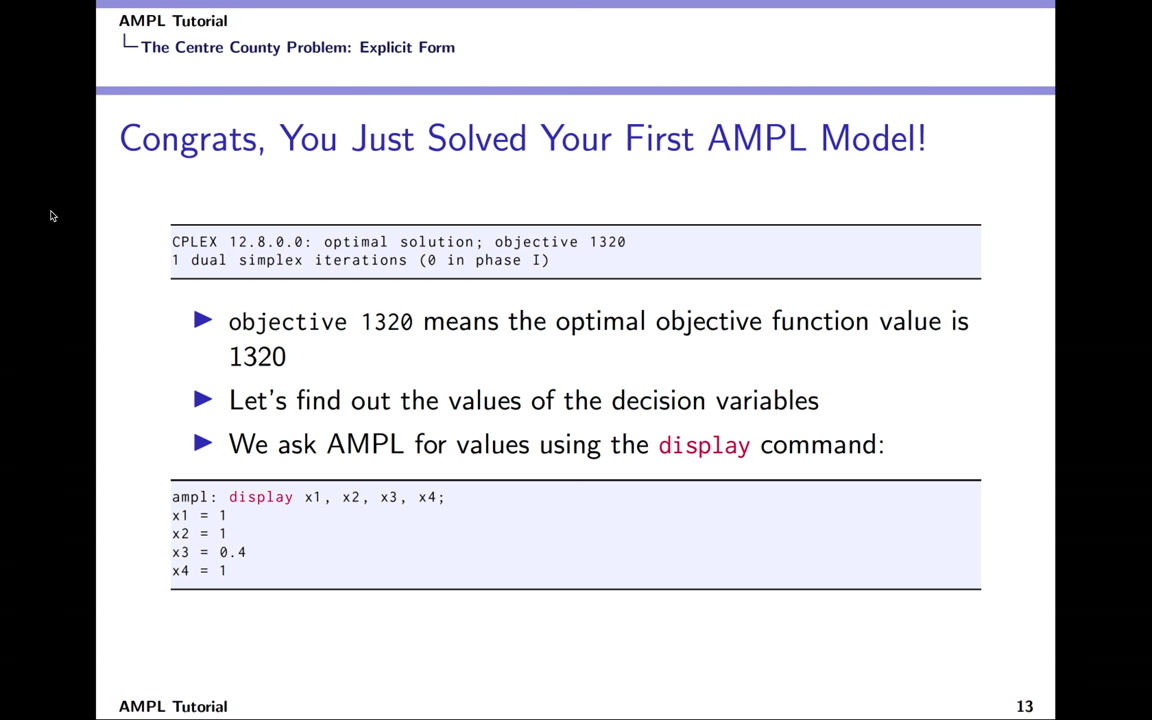 AMPL Tutorial
The Centre County Problem: Explicit Form
Congrats, You Just Solved Your First AMPL Model!
CPLEX 12.8.0.0: optimal solution; objective 1320
1 dual simplex iterations (0 in phase I)
objective 1320 means the optimal objective function value is
1320
Let's find out the values of the decision variables
We ask AMPL for values using the display command:
ampl: display x1, x2, x3, x4;
x1 = 1
x2 = 1
x3 = 0.4
x4 = 1
AMPL Tutorial 13